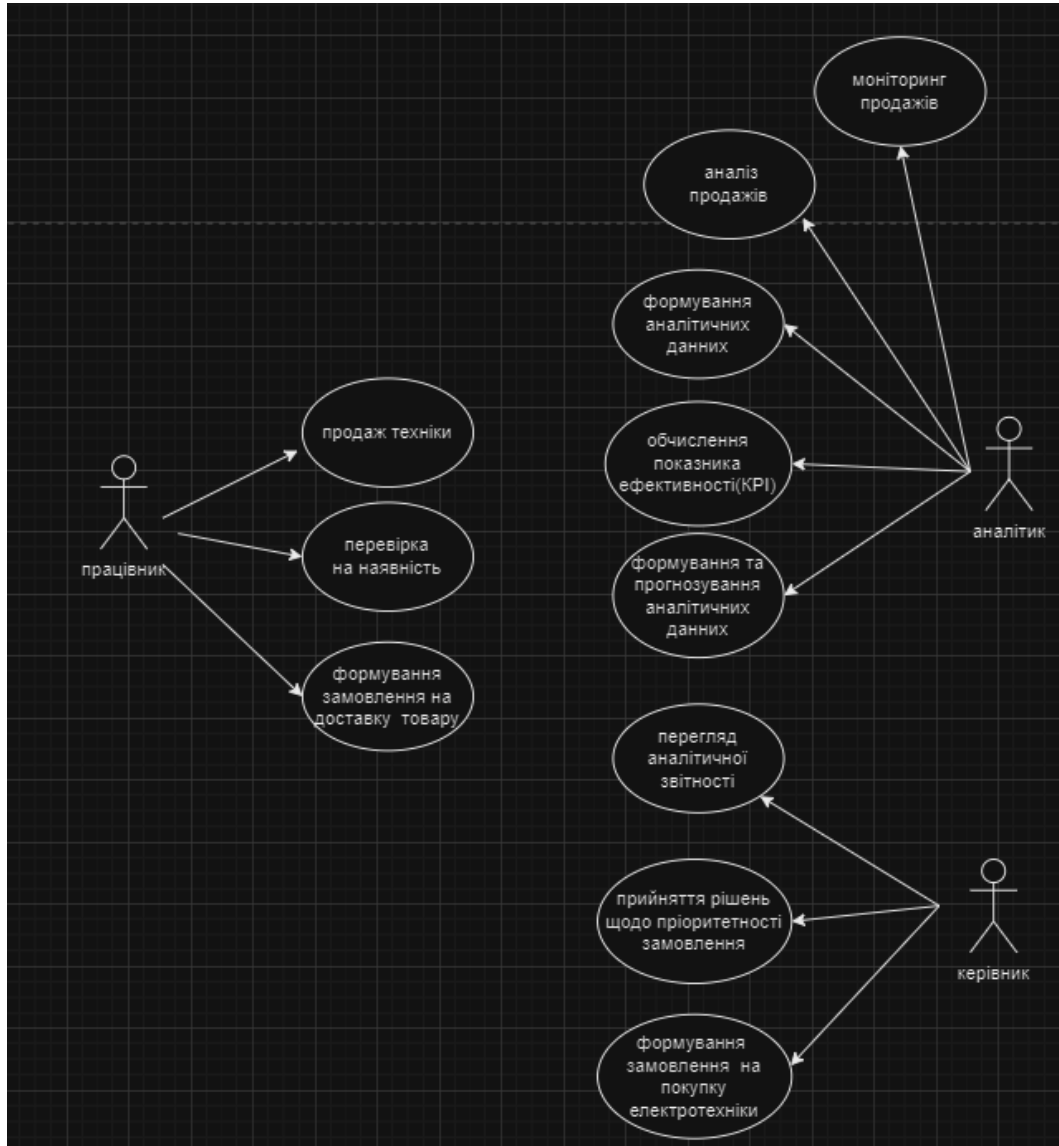 моніторинг
продажів
аналіз
продажів
формування
аналітичних
данних
продаж техніки
обчислення
показника
ефективності(КРІ)
аналітик
перевірка
на наявність
працівник
формування та
прогнозування
аналітичних
данних
формування
замовлення на
доставку товару
перегляд
аналітичної
звітності
прийняття рішень
щодо пріоритетності
замовлення
керівник
формування
замовлення на
покупку
електротехніки